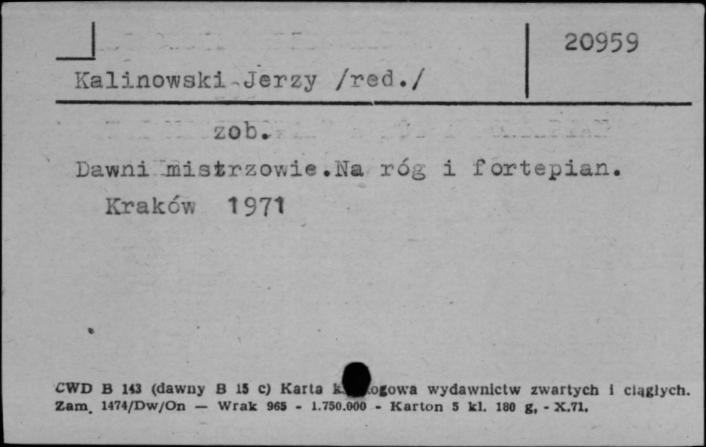 20959
Kalinowski Jerzy /red./
zob.
Dawni mistrzowie.Na róg i fortepian.
Kraków 1971
CWD B 143 (dawny B 15 c) Karta wydawnictw zwartych i ciągłych.
Zam. 1474/Dw/On — Wrak 965 - 1.750.000 - Karton 5 kl. 180 g, - X.71.